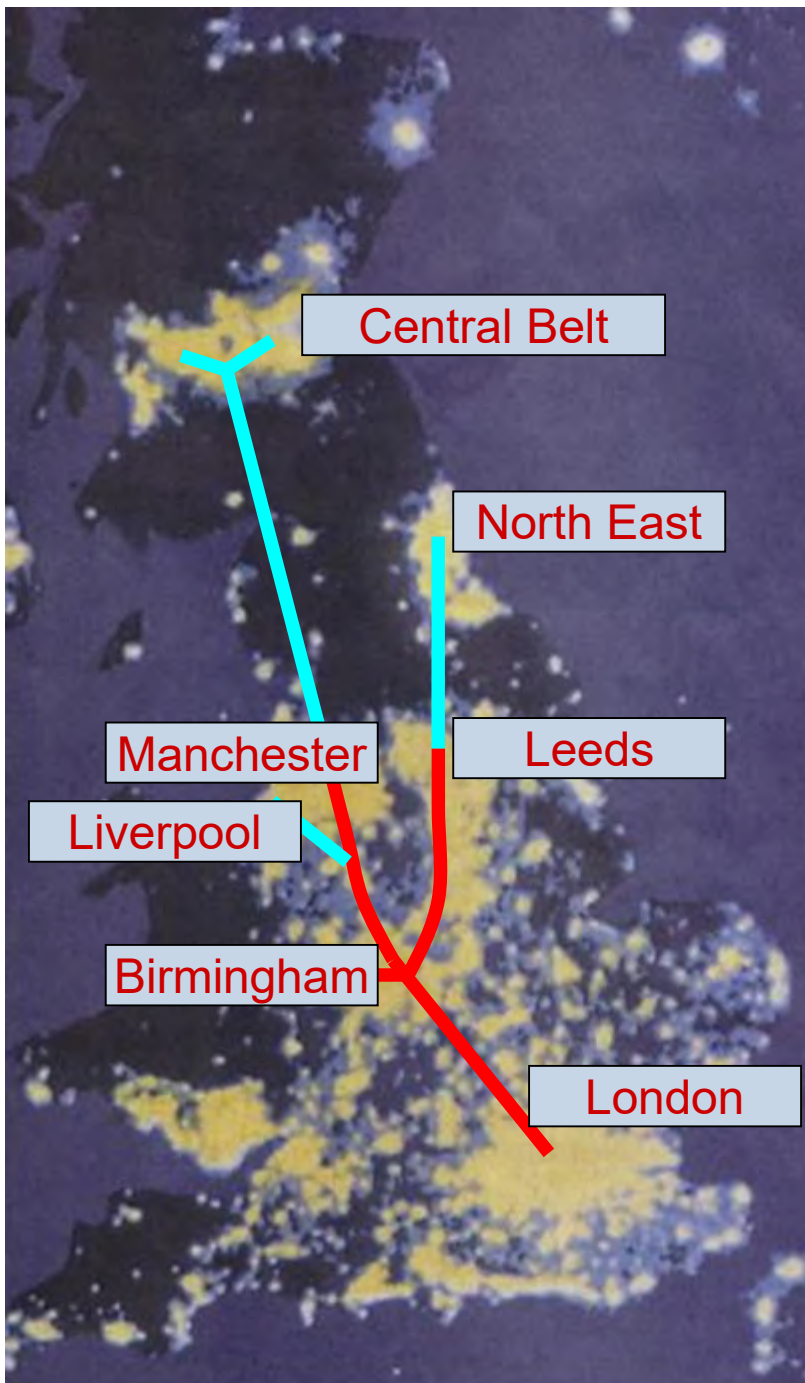 Central Belt
North East
Manchester
Leeds
Liverpool
Birmingham
London